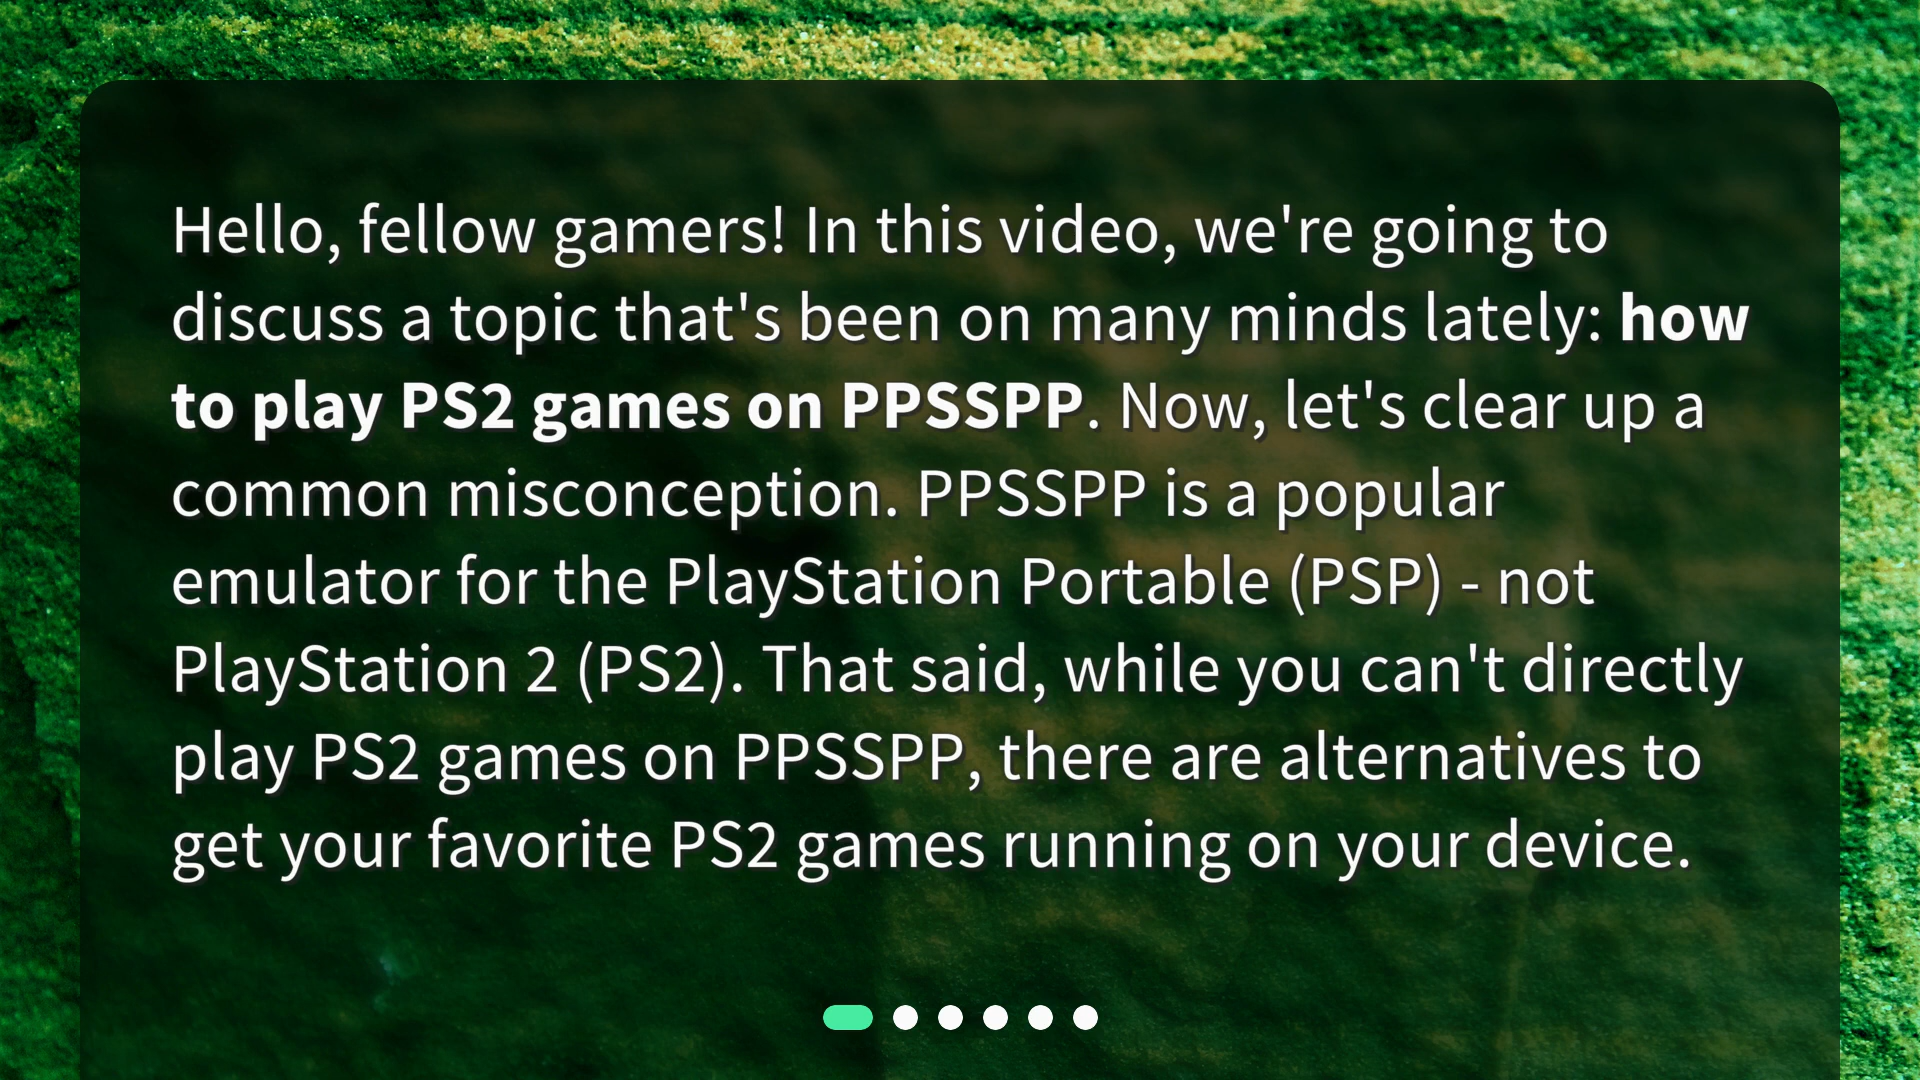 Hello, fellow gamers! In this video, we're going to
discuss a topic that's been on many minds lately: how
to play PS2 games on PPSSPP. Now, let's clear up a
common misconception. PPSSPP is a popular
emulator for the PlayStation Portable (PSP) - not
PlayStation 2 (PS2). That said, while you can't directly
play PS2 games on PPSSPP, there are alternatives to
get your favorite PS2 games running on your device.